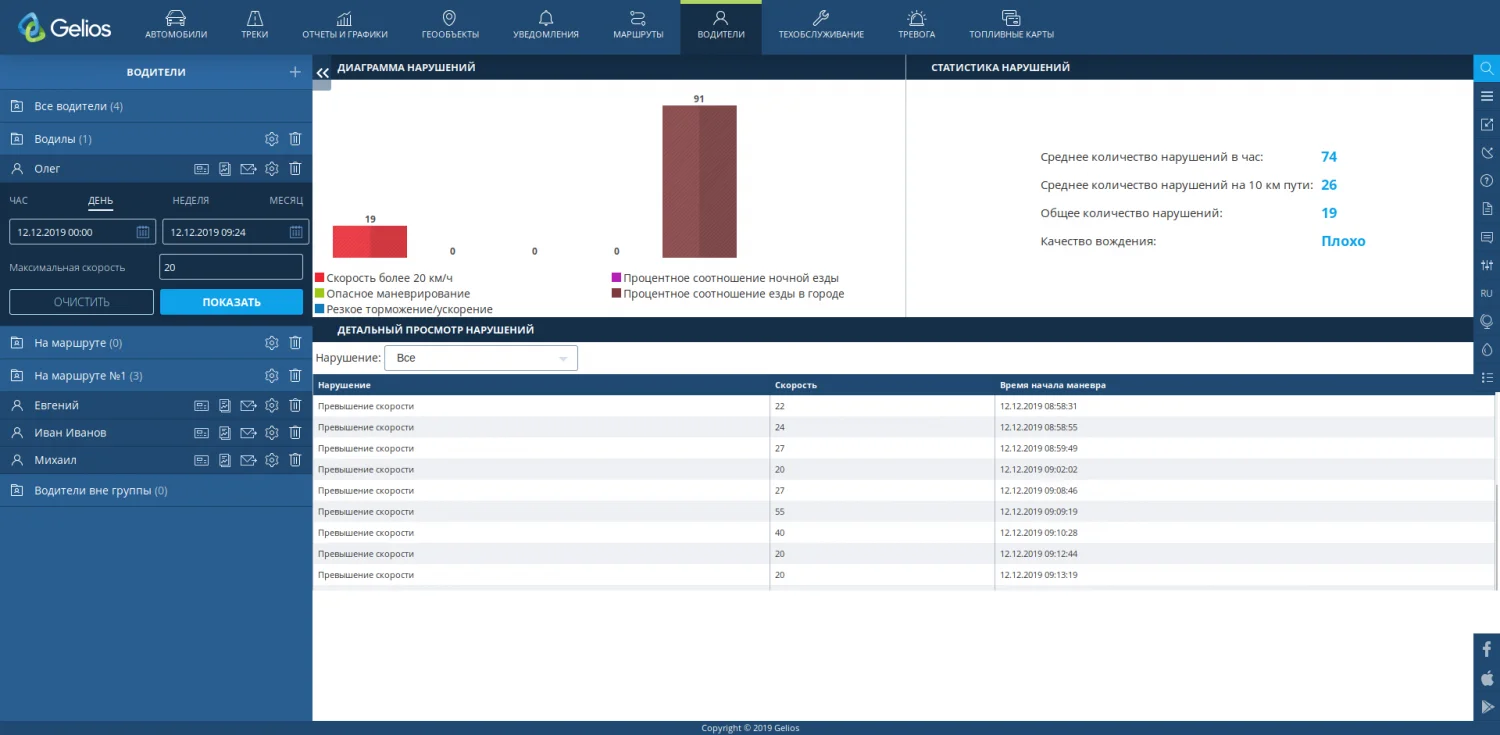 Gelios
АВТОМОБИЛИ
ТРЕКИ
ОТЧЕТЫ И ГРАФИКИ
ГЕООБЪЕКТЫ
УВЕДОМЛЕНИЯ
МАРШРУТЫ
ВОДИТЕЛИ
ТЕХОБСЛУЖИВАНИЕ
ТРЕВОГА
ТОПЛИВНЫЕ КАРТЫ
ВОДИТЕЛИ
Все водители (4)
Водилы (1)
Олег
ЧАС ДЕНЬ НЕДЕЛЯ МЕСЯЦ
12.12.2019 00:00 12.12.2019 09:24
Максимальная скорость 20
ОЧИСТИТЬ ПОКАЗАТЬ
На маршруте (0)
На маршруте №1 (3)
Евгений
Иван Иванов
Михаил
Водители вне группы (0)
ДИАГРАММА НАРУШЕНИЙ
19 0 0 0 91
Скорость более 20 км/ч
Опасное маневрирование
Резкое торможение/ускорение
Процентное соотношение ночной езды
Процентное соотношение езды в городе
СТАТИСТИКА НАРУШЕНИЙ
Среднее количество нарушений в час: 74
Среднее количество нарушений на 10 км пути: 26
Общее количество нарушений: 19
Качество вождения: Плохо
ДЕТАЛЬНЫЙ ПРОСМОТР НАРУШЕНИЙ
Нарушение: Все
Нарушение Скорость Время начала маневра
Превышение скорости 22 12.12.2019 08:58:31
Превышение скорости 24 12.12.2019 08:58:55
Превышение скорости 27 12.12.2019 08:59:49
Превышение скорости 20 12.12.2019 09:02:02
Превышение скорости 27 12.12.2019 09:08:46
Превышение скорости 55 12.12.2019 09:09:19
Превышение скорости 40 12.12.2019 09:10:28
Превышение скорости 20 12.12.2019 09:12:44
Превышение скорости 20 12.12.2019 09:13:19
RU
Copyright © 2019 Gelios